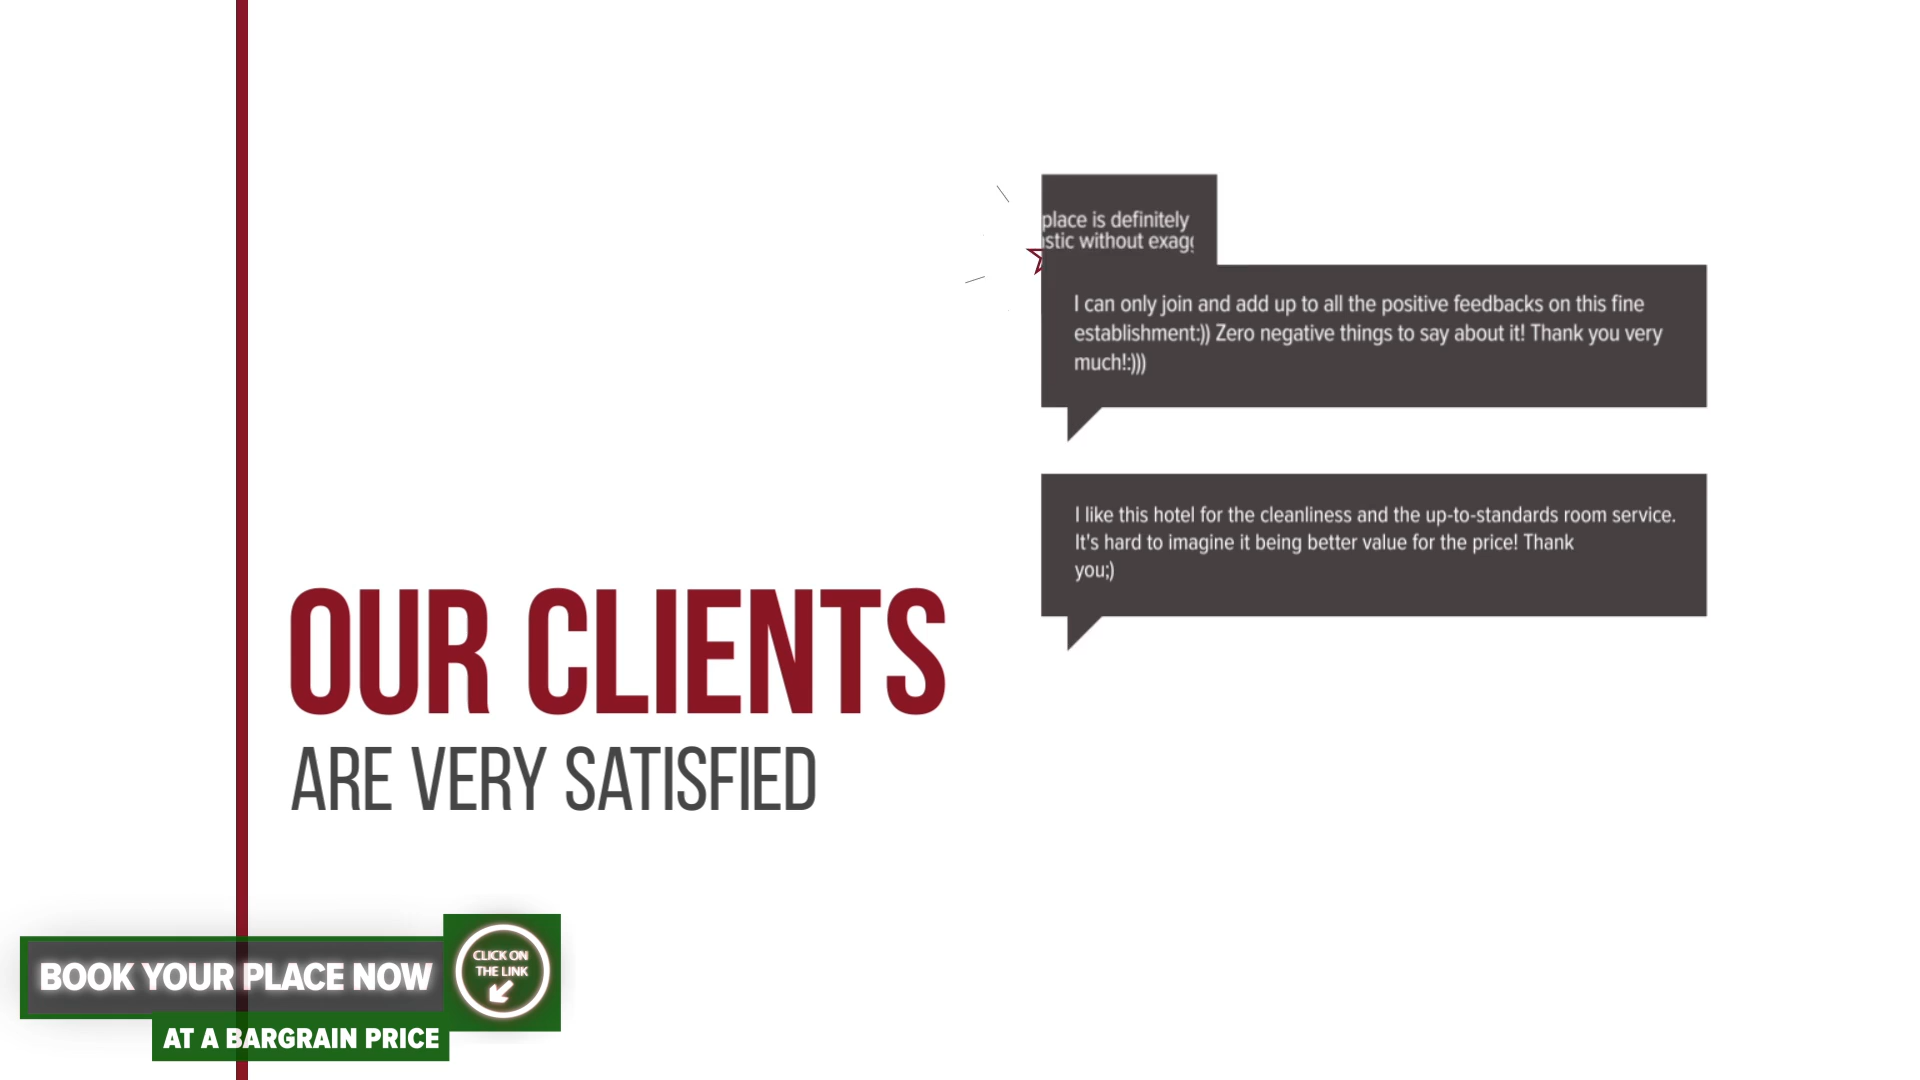 place is definitely
without
I can only join and add up to all the positive feedbacks on this fine
establishment:)) Zero negative things to say about it! Thank you very
much!:)))
I like this hotel for the cleanliness and the up-to-standards room service.
It's hard to imagine it being better value for the price! Thank
you;)
OUR CLIENTS
ARE VERY SATISFIED
CLICK ON
THE LINK
BOOK YOUR PLACE NOW
AT A BARGRAIN PRICE